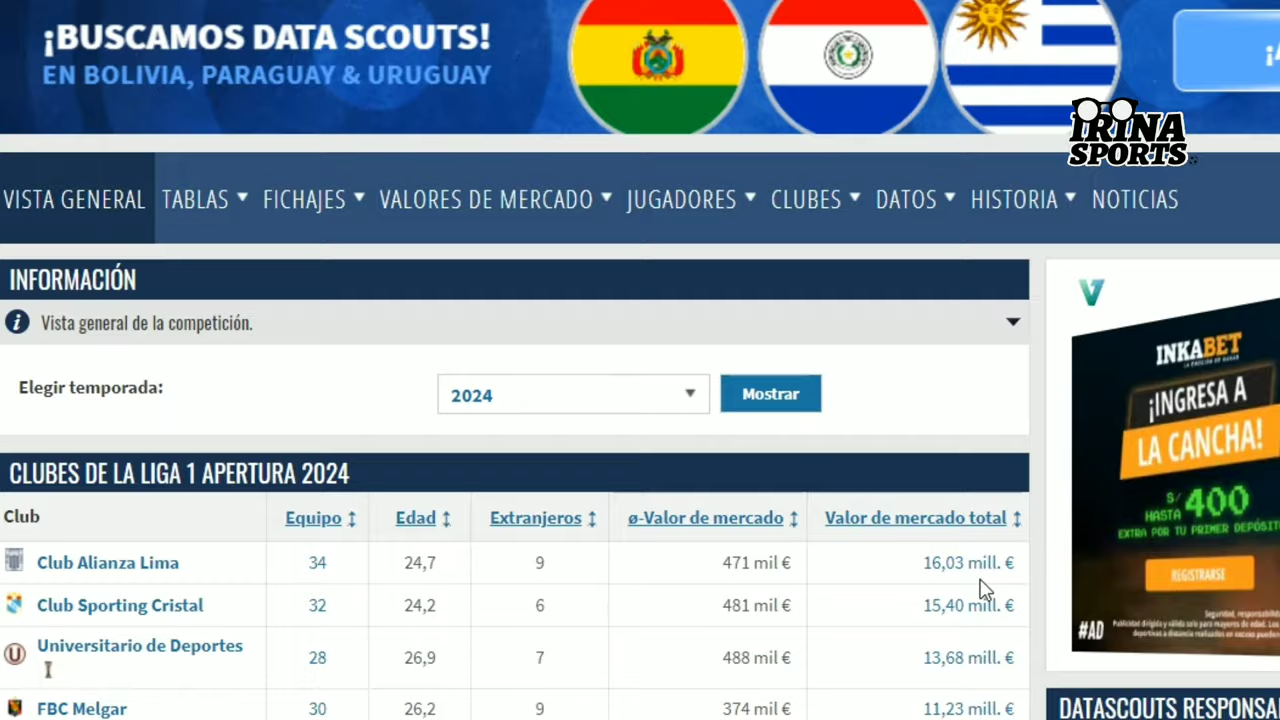 ¡BUSCAMOS DATA SCOUTS!
EN BOLIVIA, PARAGUAY & URUGUAY
IRINA
SPORTS
VISTA GENERAL TABLAS FICHAJES VALORES DE MERCADO JUGADORES CLUBES DATOS HISTORIA NOTICIAS
INFORMACIÓN
i Vista general de la competición.
Elegir temporada: 2024 Mostrar
CLUBES DE LA LIGA 1 APERTURA 2024
Club Equipo Edad Extranjeros ø-Valor de mercado Valor de mercado total
Club Alianza Lima 34 24,7 9 471 mil € 16,03 mill. €
Club Sporting Cristal 32 24,2 6 481 mil € 15,40 mill. €
Universitario de Deportes 28 26,9 7 488 mil € 13,68 mill. €
FBC Melgar 30 26,2 9 374 mil € 11,23 mill. €
INKABET
¡INGRESA A
LA CANCHA!
HASTA S/400
EXTRA POR TU PRIMER DEPÓSIT
REGISTRARSE
#AD
DATASCOUTS RESPONSA